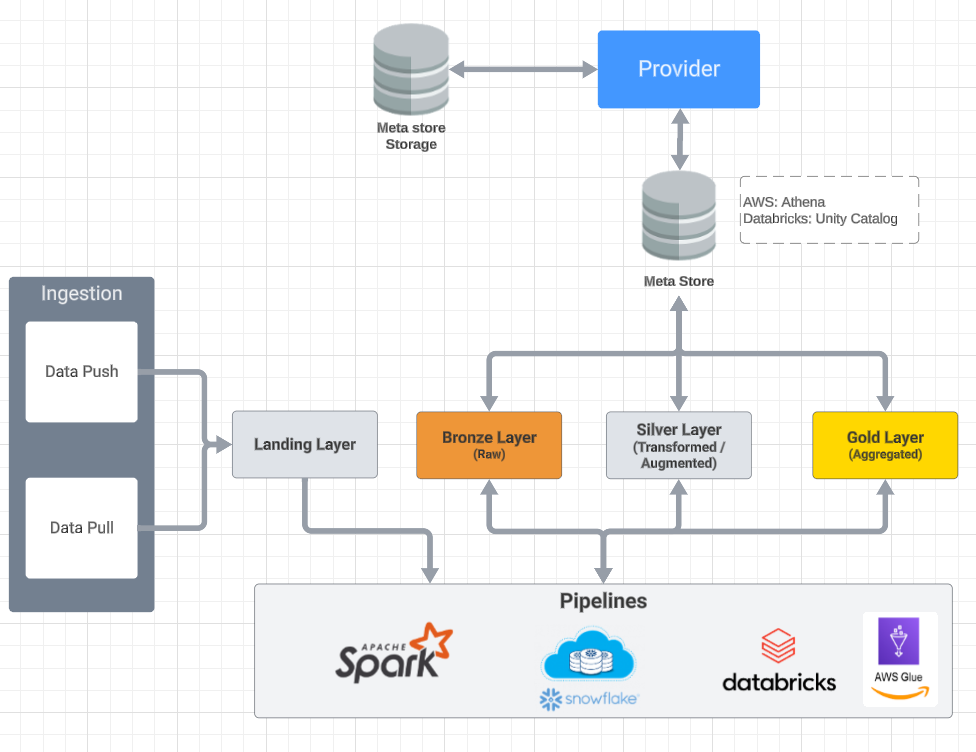 Provider
Meta store
Storage
AWS: Athena
Databricks: Unity Catalog
Meta Store
Ingestion
Data Push
Data Pull
Landing Layer
Bronze Layer
(Raw)
Silver Layer
(Transformed /
Augmented)
Gold Layer
(Aggregated)
Pipelines
APACHE
Spark
snowflake
databricks
AWS Glue